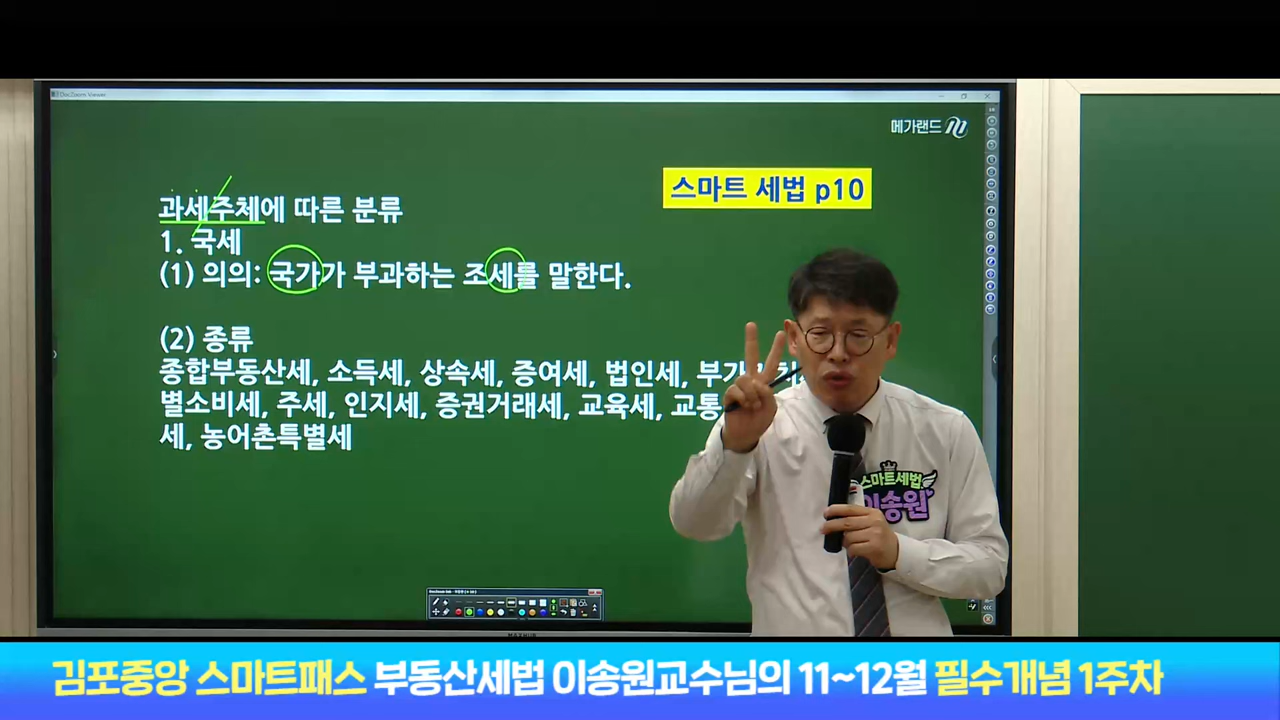 DocZoom Viewer
메가랜드
스마트 세법 p10
과세주체에 따른 분류
1. 국세
(1) 의의: 국가가 부과하는 조세를 말한다.
(2) 종류
종합부동산세, 소득세, 상속세, 증여세, 법인세, 부가
별소비세, 주세, 인지세, 증권거래세, 교육세, 교통
세, 농어촌특별세
스마트세법
이송원
김포중앙 스마트패스 부동산세법 이송원교수님의 11~12월 필수개념 1주차